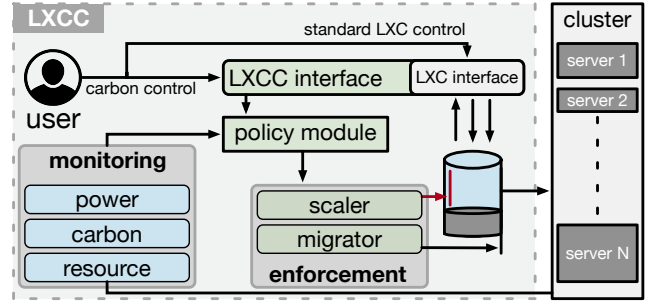 LXCC
standard LXC control
cluster
server 1
LXCC interface
LXC interface
carbon control
user
server 2
policy module
monitoring
power
scaler
carbon
migrator
server N
resource
enforcement